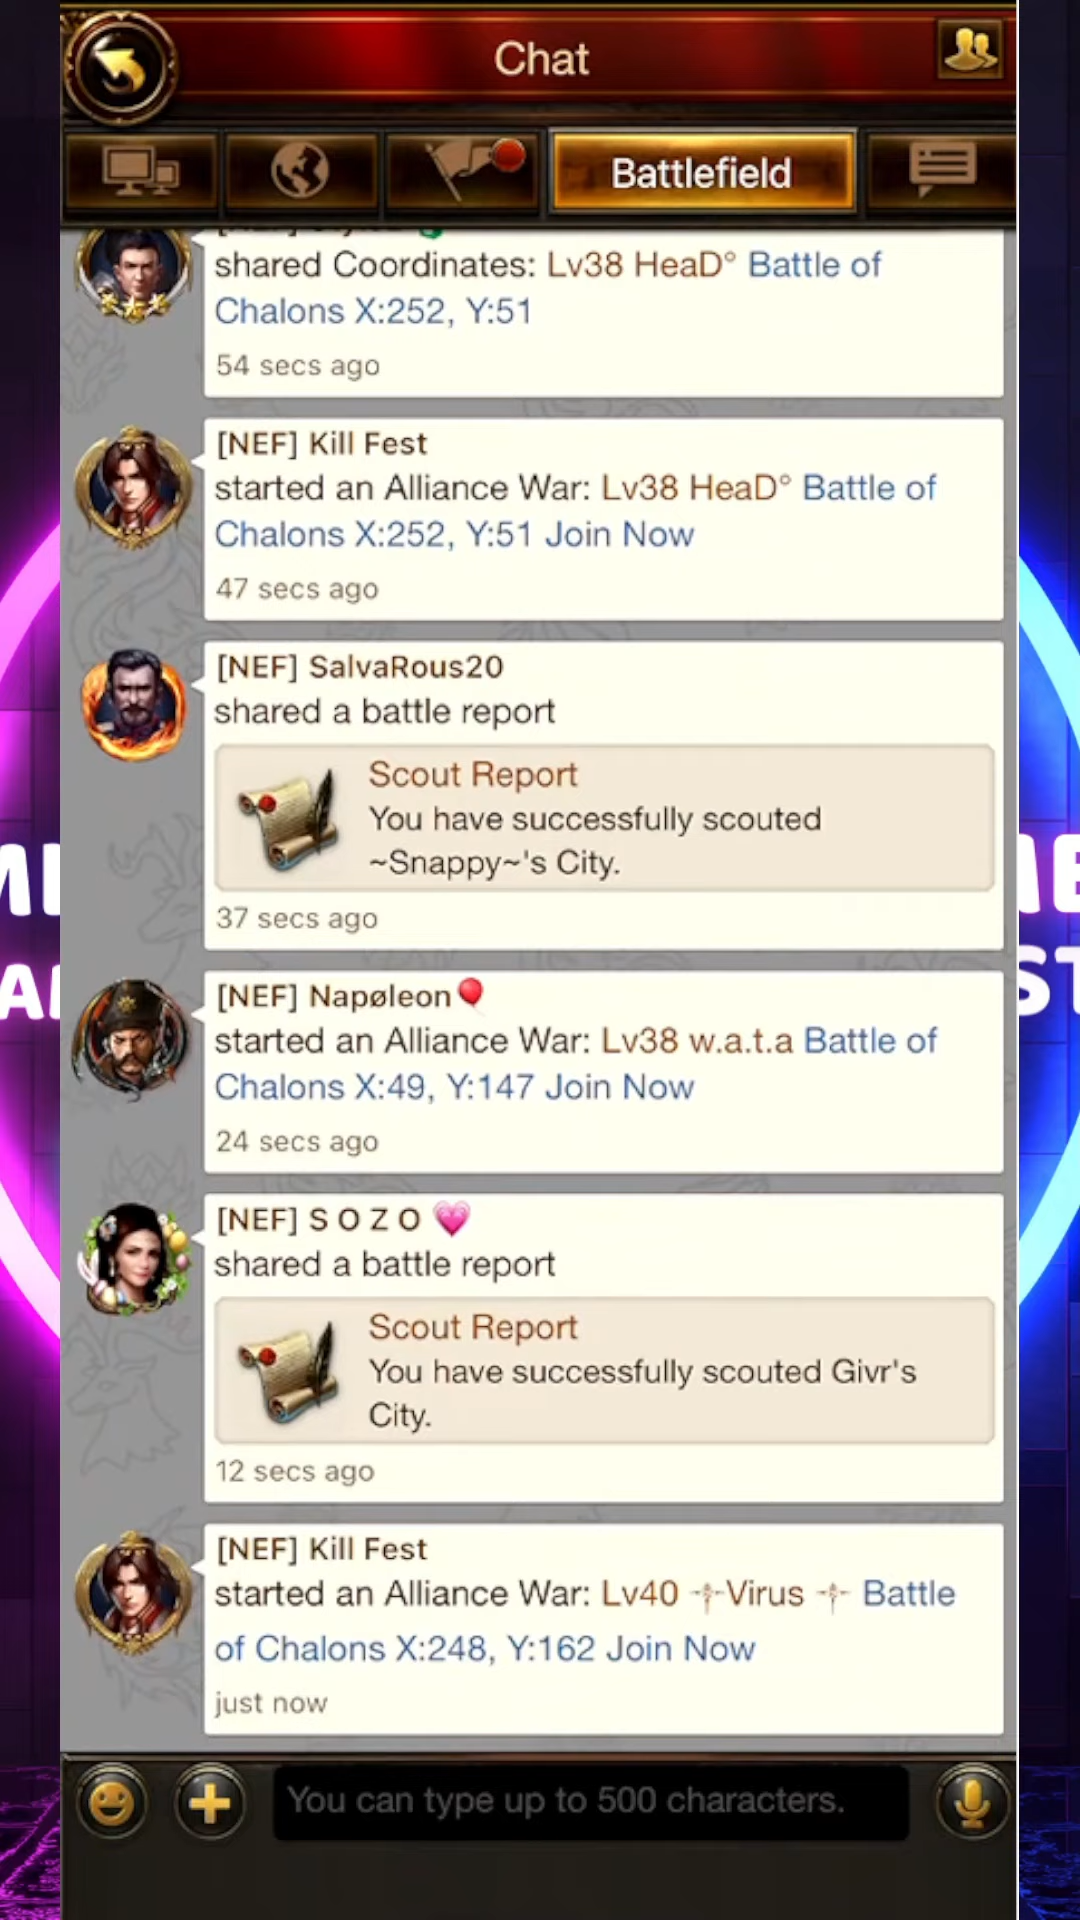 Chat
Battlefield
shared Coordinates: Lv38 HeaD° Battle of
Chalons X:252, Y:51
54 secs ago
[NEF] Kill Fest
started an Alliance War: Lv38 HeaD° Battle of
Chalons X:252, Y:51 Join Now
47 secs ago
[NEF] SalvaRous20
shared a battle report
Scout Report
You have successfully scouted
~Snappy~'s City.
37 secs ago
[NEF] Napøleon🎈
started an Alliance War: Lv38 w.a.t.a Battle of
Chalons X:49, Y:147 Join Now
24 secs ago
[NEF] S O Z O 💗
shared a battle report
Scout Report
You have successfully scouted Givr's
City.
12 secs ago
[NEF] Kill Fest
started an Alliance War: Lv40 -‡-Virus -‡- Battle
of Chalons X:248, Y:162 Join Now
just now
You can type up to 500 characters.